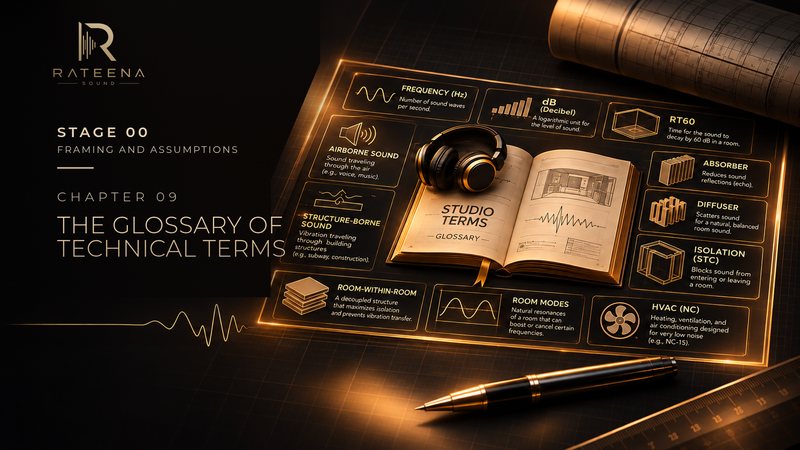 RATEENA
SOUND
STAGE 00
FRAMING AND ASSUMPTIONS
CHAPTER 09
THE GLOSSARY OF
TECHNICAL TERMS
FREQUENCY (Hz)
Number of sound waves
per second.
dB
(Decibel)
A logarithmic unit for
the level of sound.
RT60
Time for the sound to
decay by 60 dB in a room.
AIRBORNE SOUND
Sound traveling
through the air
(e.g., voice, music).
ABSORBER
Reduces sound
reflections (echo).
STUDIO
TERMS
GLOSSARY
DIFFUSER
Scatters sound
for a natural, balanced
room sound.
STRUCTURE-BORNE
SOUND
Vibration traveling
through building
structures
(e.g., subway, construction).
ISOLATION
(STC)
Blocks sound from
entering or leaving
a room.
ROOM-WITHIN-ROOM
A decoupled structure
that maximizes isolation
and prevents vibration transfer.
ROOM MODES
Natural resonances
of a room that can
boost or cancel certain
frequencies.
HVAC (NC)
Heating, ventilation, and
air conditioning designed
for very low noise
(e.g., NC-15).